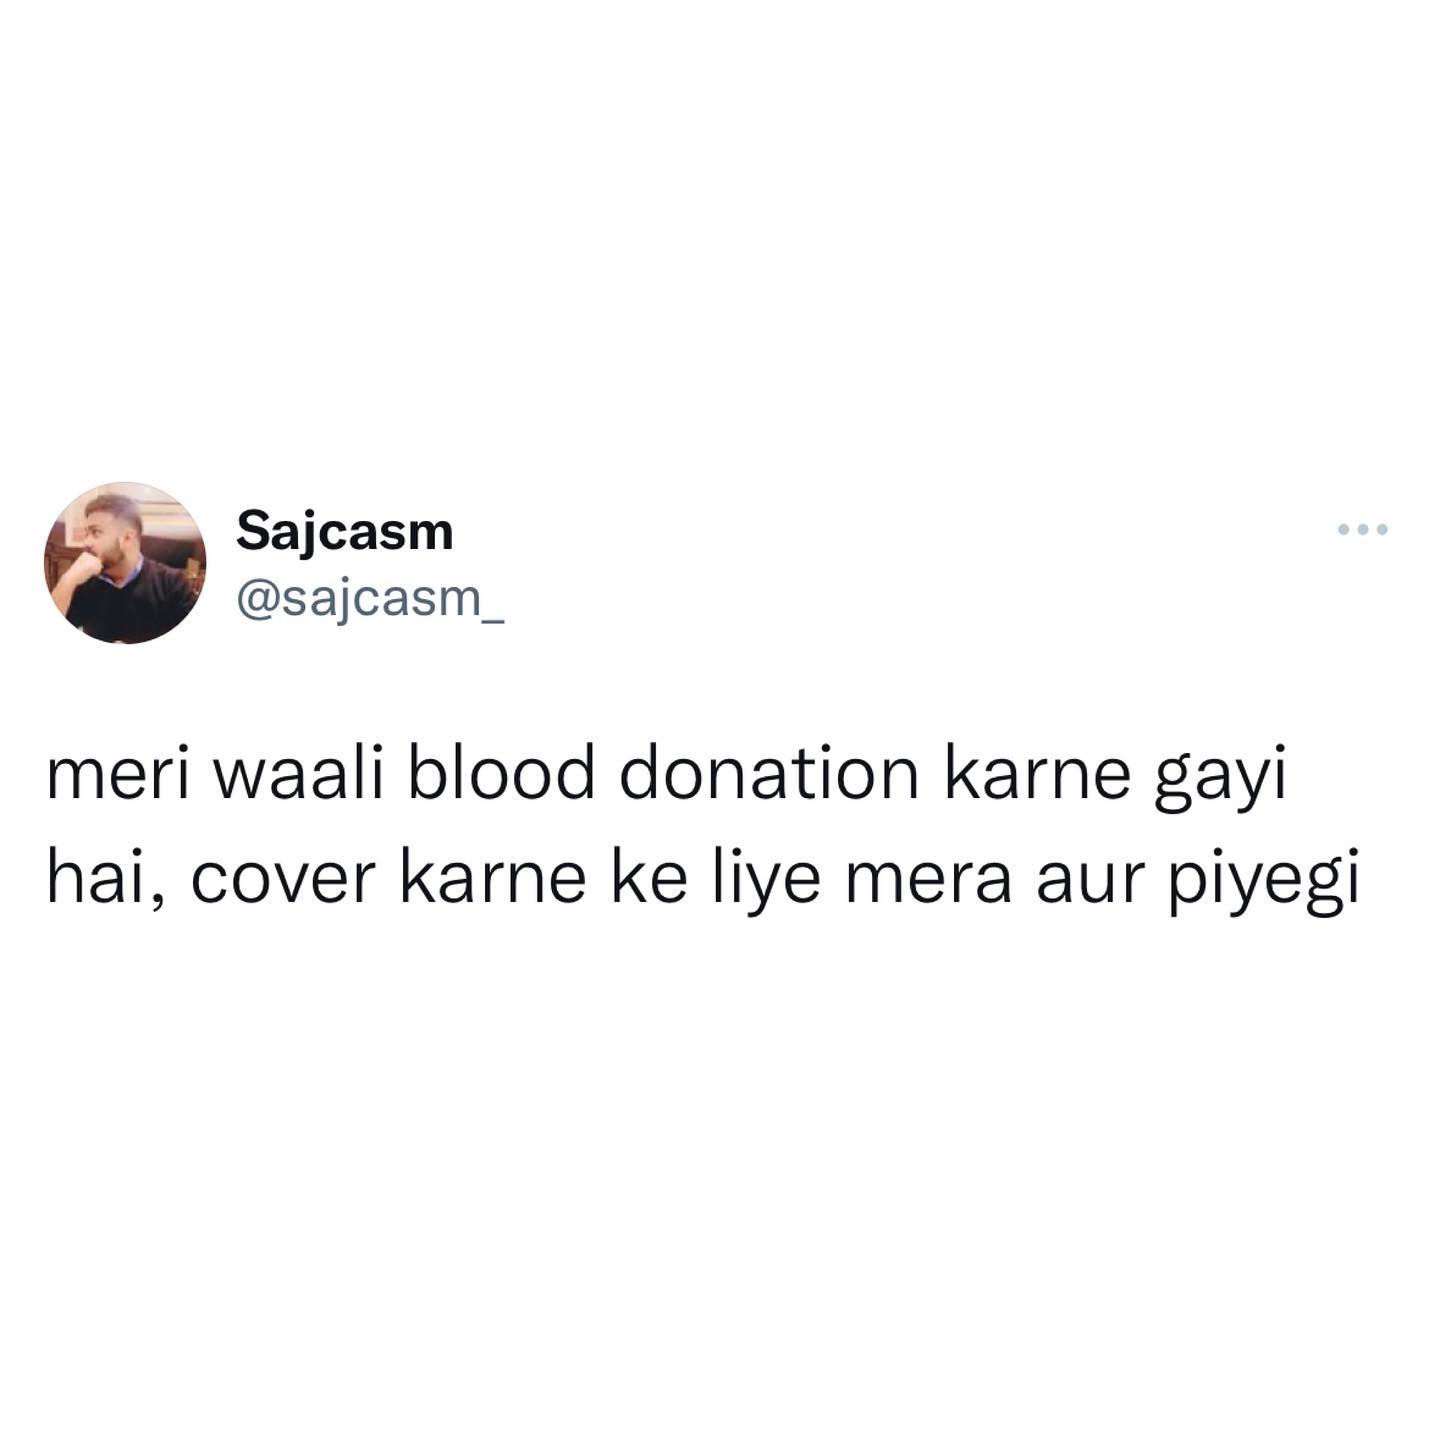 Sajcasm
@sajcasm_
meri waali blood donation karne gayi
hai, cover karne ke liye mera aur piyegi